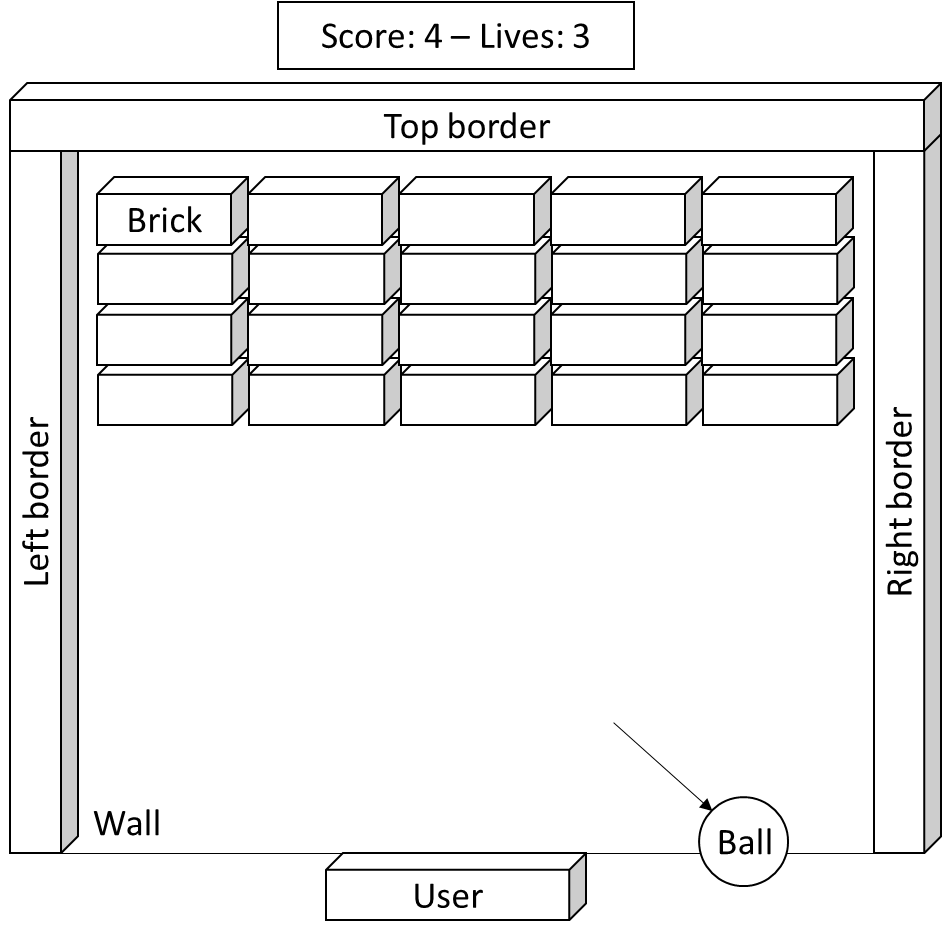 Score: 4 – Lives: 3
Top border
Brick
Left border
Right border
Wall
Ball
User